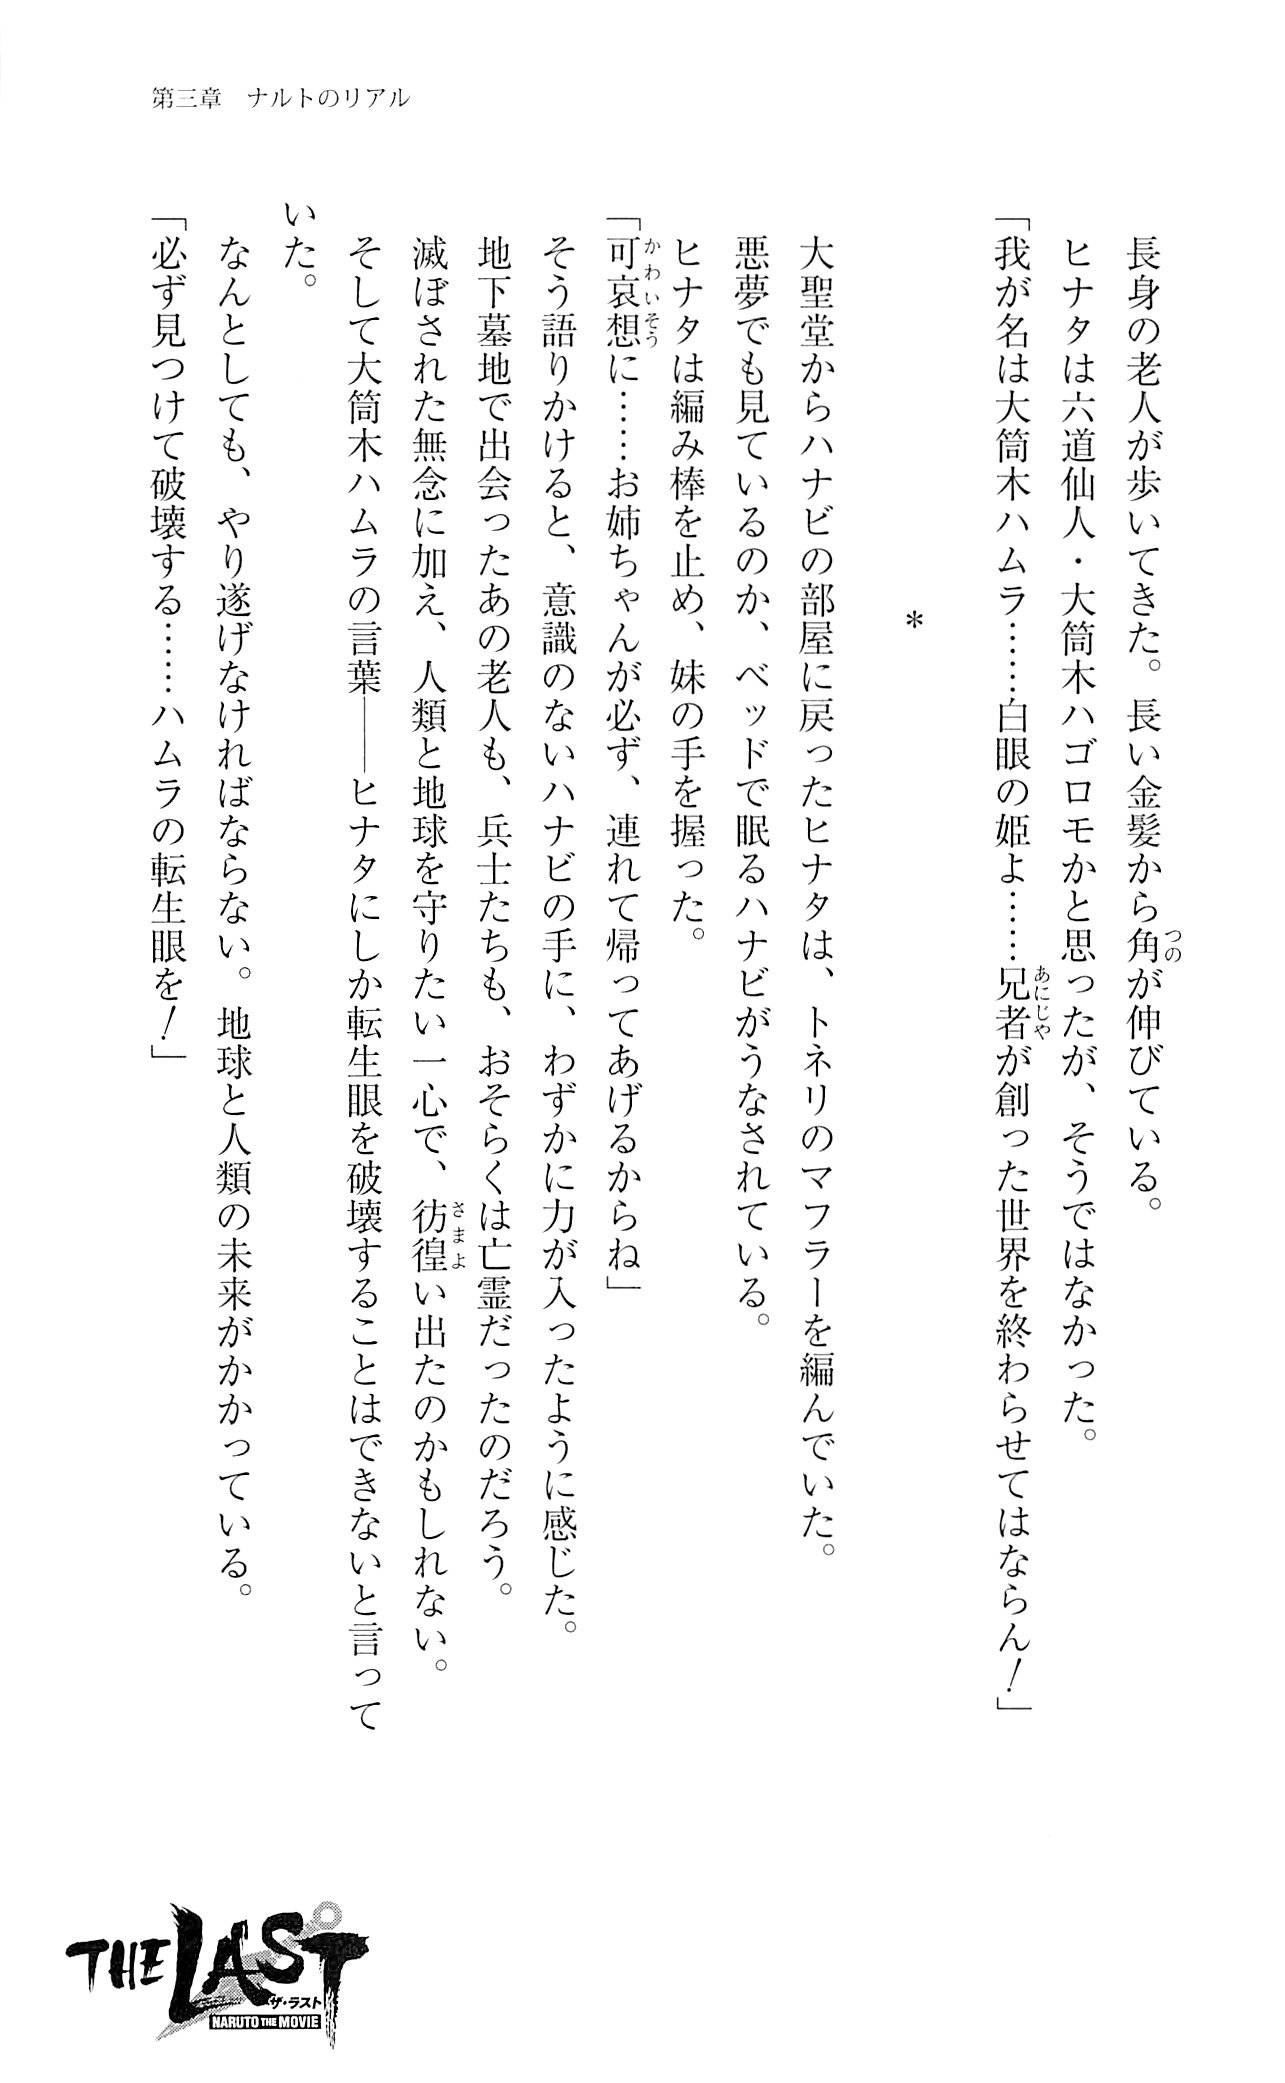 第三章　ナルトのリアル
長身の老人が歩いてきた。長い金髪から角が伸びている。
ヒナタは六道仙人・大筒木ハゴロモかと思ったが、そうではなかった。
「我が名は大筒木ハムラ……白眼の姫よ……兄者が創った世界を終わらせてはならん！」
＊
大聖堂からハナビの部屋に戻ったヒナタは、トネリのマフラーを編んでいた。
悪夢でも見ているのか、ベッドで眠るハナビがうなされている。
ヒナタは編み棒を止め、妹の手を握った。
「可哀想に……お姉ちゃんが必ず、連れて帰ってあげるからね」
そう語りかけると、意識のないハナビの手に、わずかに力が入ったように感じた。
地下墓地で出会ったあの老人も、兵士たちも、おそらくは亡霊だったのだろう。
滅ぼされた無念に加え、人類と地球を守りたい一心で、彷徨い出たのかもしれない。
そして大筒木ハムラの言葉――ヒナタにしか転生眼を破壊することはできないと言って
いた。
なんとしても、やり遂げなければならない。地球と人類の未来がかかっている。
「必ず見つけて破壊する……ハムラの転生眼を！」
つの
あにじゃ
かわいそう
さまよ
THE LAST
ザ・ラスト
NARUTO THE MOVIE